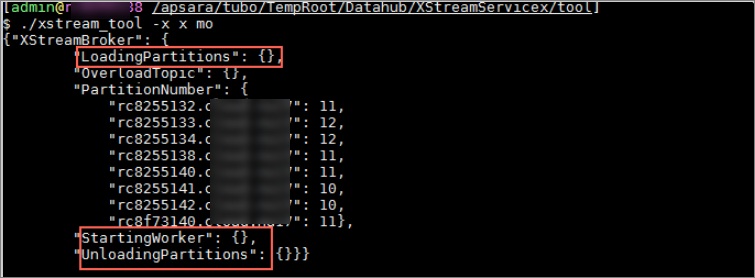 [admin@r 38 /apsara/tubo/TempRoot/Datahub/XStreamServicex/tool]
$ ./xstream_tool -x x mo
{"XStreamBroker": {
"LoadingPartitions": {},
"OverloadTopic": {},
"PartitionNumber": {
"rc8255132. 11,
"rc8255133. 12,
"rc8255134. 12,
"rc8255138. 11,
"rc8255140. 11,
"rc8255141. 10,
"rc8255142. 10,
"rc8f73140. 11},
"StartingWorker": {},
"UnloadingPartitions": {}}}